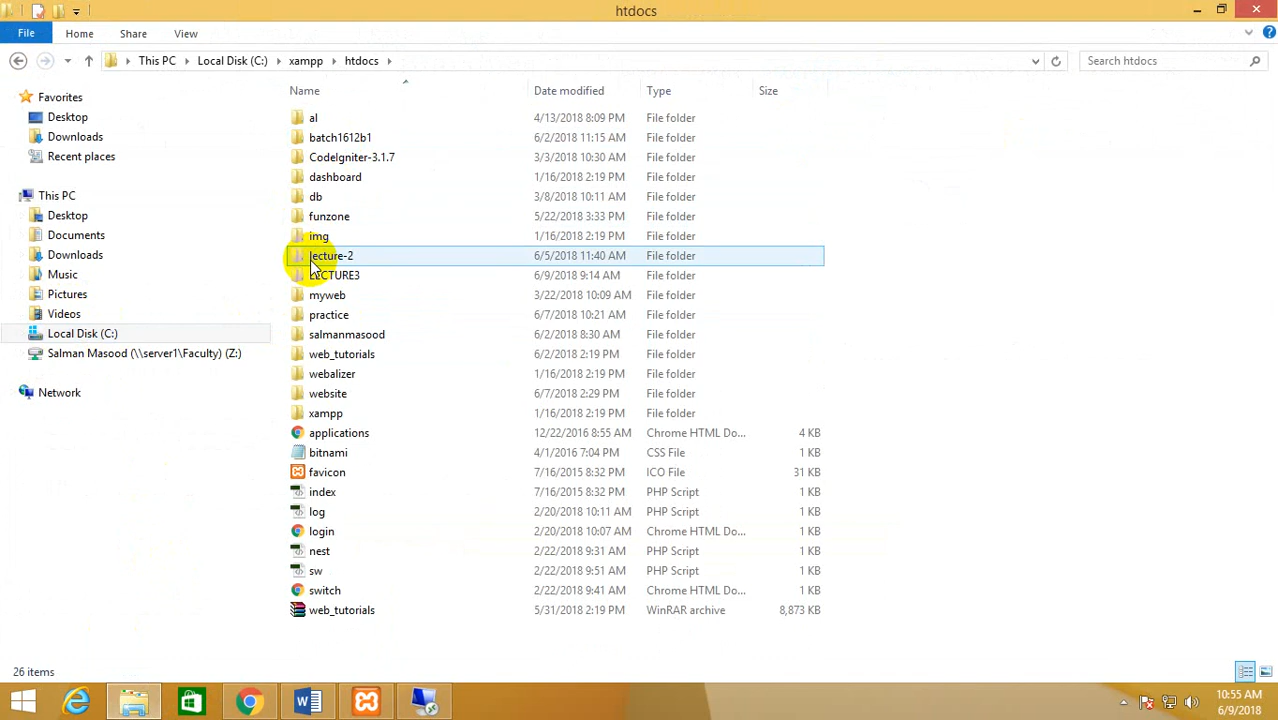 htdocs
File Home Share View
This PC Local Disk (C:) xampp htdocs Search htdocs
Name Date modified Type Size
Favorites
Desktop
Downloads
Recent places
This PC
Desktop
Documents
Downloads
Music
Pictures
Videos
Local Disk (C:)
Salman Masood (\\server1\Faculty) (Z:)
Network
al 4/13/2018 8:09 PM File folder
batch1612b1 6/2/2018 11:15 AM File folder
CodeIgniter-3.1.7 3/3/2018 10:30 AM File folder
dashboard 1/16/2018 2:19 PM File folder
db 3/8/2018 10:11 AM File folder
funzone 5/22/2018 3:33 PM File folder
img 1/16/2018 2:19 PM File folder
lecture-2 6/5/2018 11:40 AM File folder
LECTURE3 6/9/2018 9:14 AM File folder
myweb 3/22/2018 10:09 AM File folder
practice 6/7/2018 10:21 AM File folder
salmanmasood 6/2/2018 8:30 AM File folder
web_tutorials 6/2/2018 2:19 PM File folder
webalizer 1/16/2018 2:19 PM File folder
website 6/7/2018 2:29 PM File folder
xampp 1/16/2018 2:19 PM File folder
applications 12/22/2016 8:55 AM Chrome HTML Do... 4 KB
bitnami 4/1/2016 7:04 PM CSS File 1 KB
favicon 7/16/2015 8:32 PM ICO File 31 KB
index 7/16/2015 8:32 PM PHP Script 1 KB
log 2/20/2018 10:11 AM PHP Script 1 KB
login 2/20/2018 10:07 AM Chrome HTML Do... 1 KB
nest 2/22/2018 9:31 AM PHP Script 1 KB
sw 2/22/2018 9:51 AM PHP Script 1 KB
switch 2/22/2018 9:41 AM Chrome HTML Do... 1 KB
web_tutorials 5/31/2018 2:19 PM WinRAR archive 8,873 KB
26 items
10:55 AM
6/9/2018